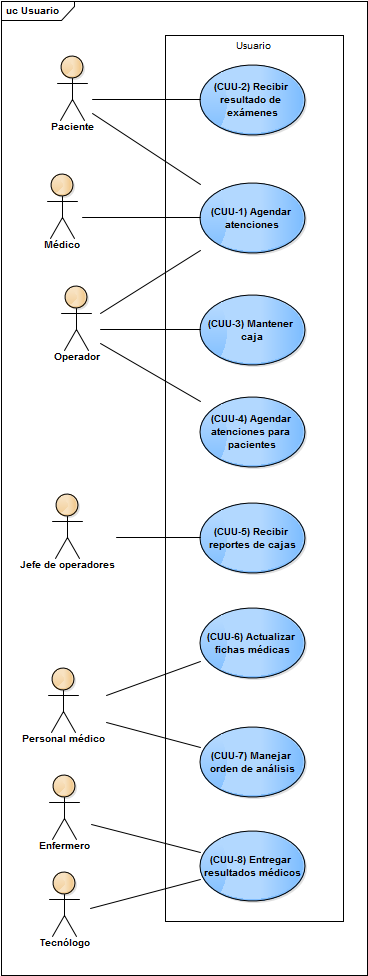 uc Usuario
Usuario
(CUU-2) Recibir
resultado de
exámenes
Paciente
(CUU-1) Agendar
atenciones
Médico
(CUU-3) Mantener
caja
Operador
(CUU-4) Agendar
atenciones para
pacientes
(CUU-5) Recibir
reportes de cajas
Jefe de operadores
(CUU-6) Actualizar
fichas médicas
Personal médico
(CUU-7) Manejar
orden de análisis
Enfermero
(CUU-8) Entregar
resultados médicos
Tecnólogo